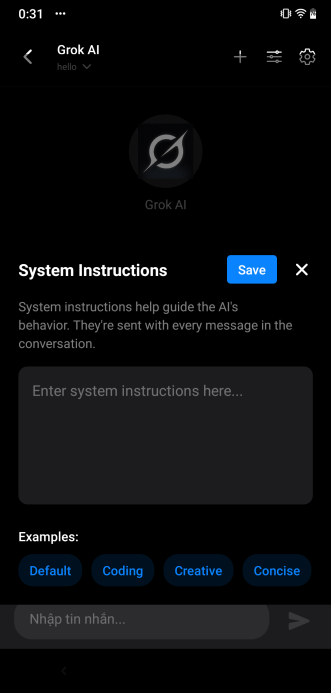 0:31
Grok AI
hello
Grok AI
System Instructions
Save
System instructions help guide the AI's
behavior. They're sent with every message in the
conversation.
Enter system instructions here...
Examples:
Default Coding Creative Concise
Nhập tin nhắn...